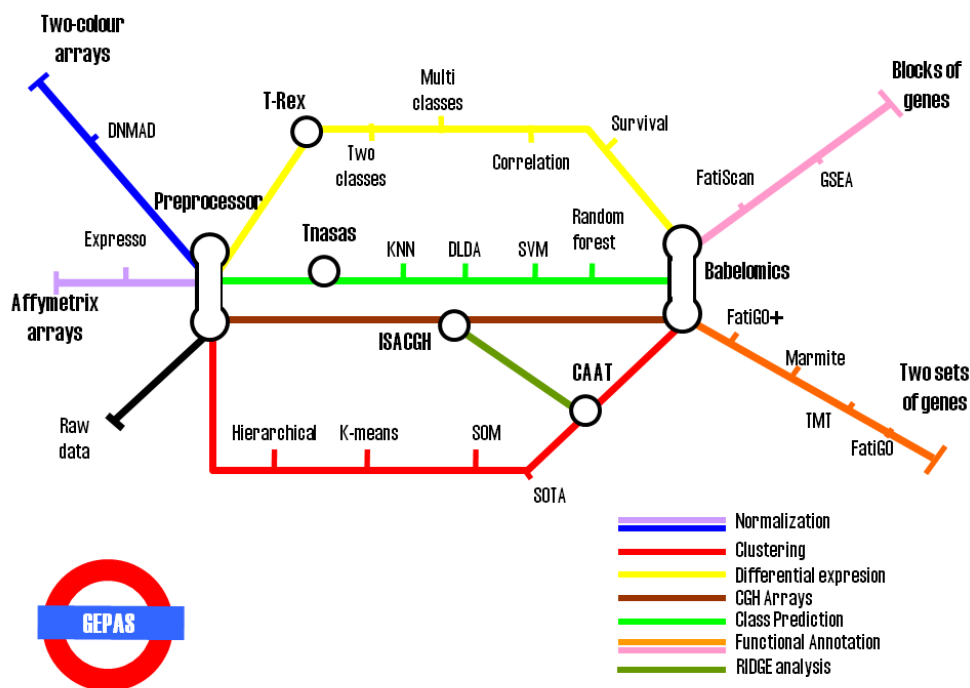 Two-colour
arrays
DNMAD
T-Rex
Multi
classes
Two
classes
Correlation
Survival
Blocks of
genes
FatiScan
GSEA
Preprocessor
Expresso
Affymetrix
arrays
Tnasas
KNN
DLDA
SVM
Random
forest
Babelomics
ISACGH
CAAT
FatiGO+
Marmite
TMT
FatiGO
Two sets
of genes
Raw
data
Hierarchical
K-means
SOM
SOTA
Normalization
Clustering
Differential expresion
CGH Arrays
Class Prediction
Functional Annotation
RIDGE analysis
GEPAS